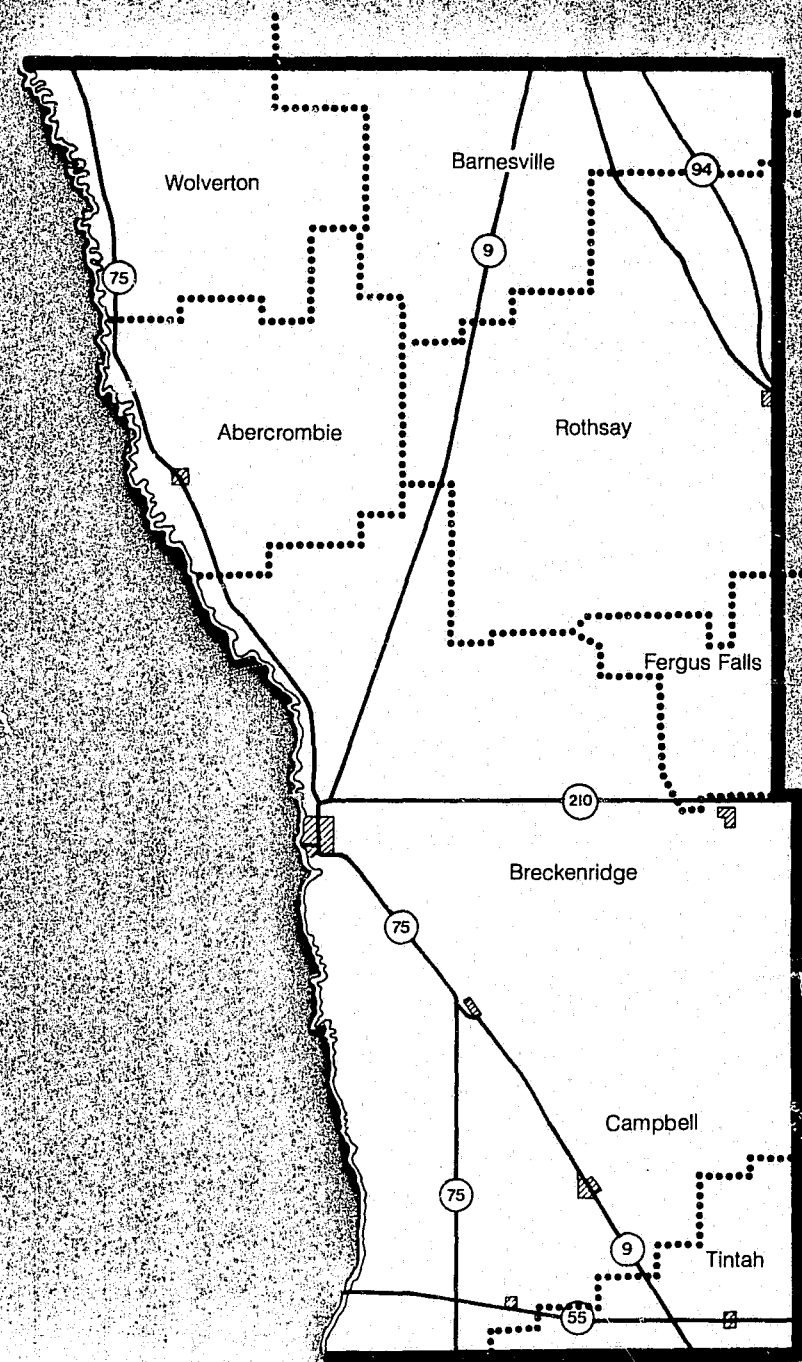 Wolverton
Barnesville
94
9
75
Abercrombie
Rothsay
Fergus Falls
210
Breckenridge
75
Campbell
75
9
Tintah
55